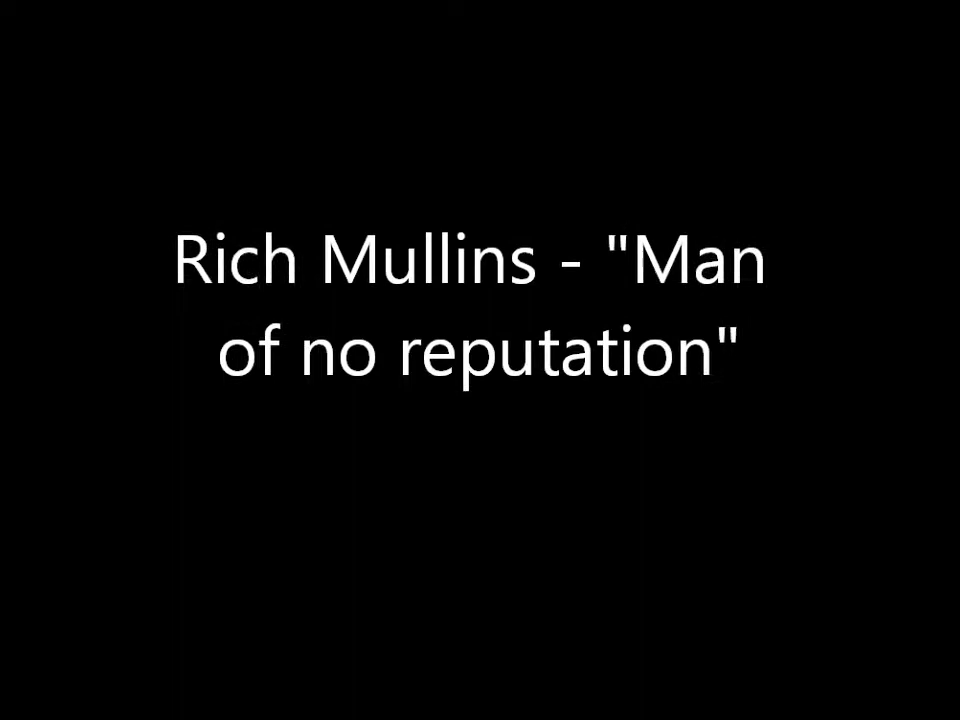 Rich Mullins - "Man
of no reputation"